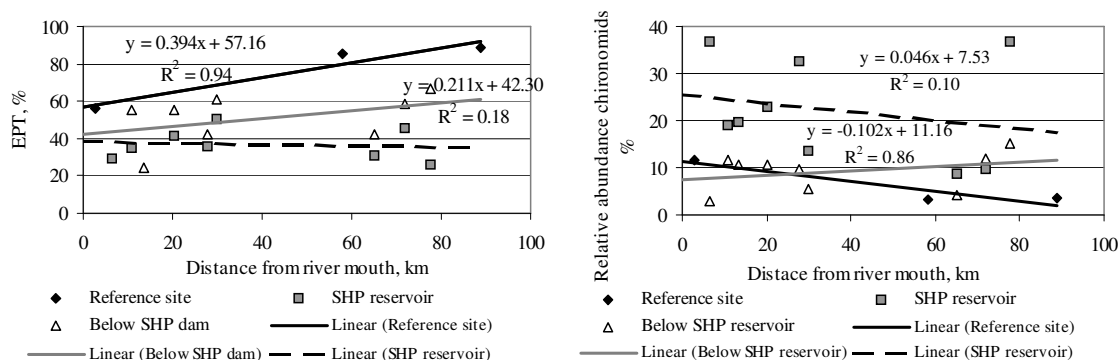 100
80
60
40
20
0
EPT, %
y = 0.394x + 57.16
R² = 0.94
y = 0.211x + 42.30
R² = 0.18
0 20 40 60 80 100
Distance from river mouth, km
Reference site
SHP reservoir
Below SHP dam
Linear (Reference site)
Linear (Below SHP dam)
Linear (SHP reservoir)
40
30
20
10
0
Relative abundance chironomids
%
y = 0.046x + 7.53
R² = 0.10
y = -0.102x + 11.16
R² = 0.86
0 20 40 60 80 100
Distace from river mouth, km
Reference site
SHP reservoir
Below SHP reservoir
Linear (Reference site)
Linear (Below SHP reservoir)
Linear (SHP reservoir)